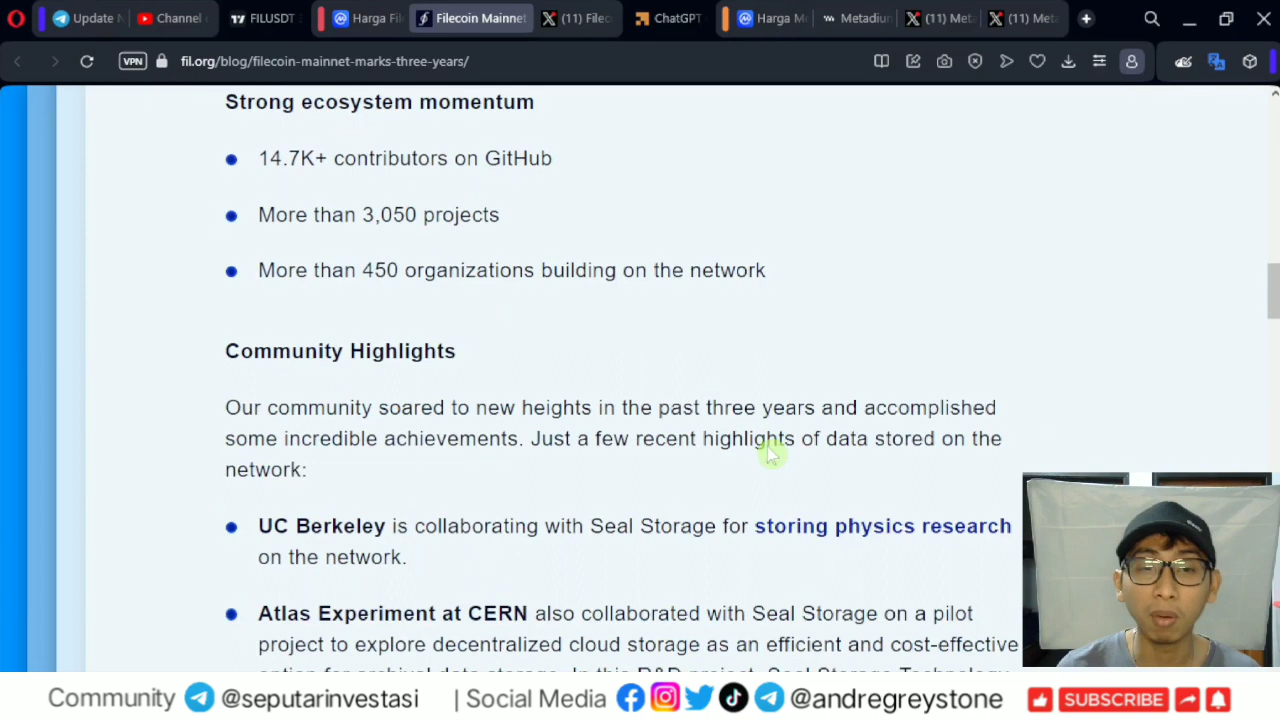 Update N
Channel
FILUSDT
Harga Fil
Filecoin Mainnet
(11) Filec
ChatGPT
Harga Me
Metadium
(11) Met
(11) Meta
VPN
fil.org/blog/filecoin-mainnet-marks-three-years/
Strong ecosystem momentum
14.7K+ contributors on GitHub
More than 3,050 projects
More than 450 organizations building on the network
Community Highlights
Our community soared to new heights in the past three years and accomplished
some incredible achievements. Just a few recent highlights of data stored on the
network:
UC Berkeley is collaborating with Seal Storage for storing physics research
on the network.
Atlas Experiment at CERN also collaborated with Seal Storage on a pilot
project to explore decentralized cloud storage as an efficient and cost-effective
Community @seputarinvestasi | Social Media @andregreystone SUBSCRIBE